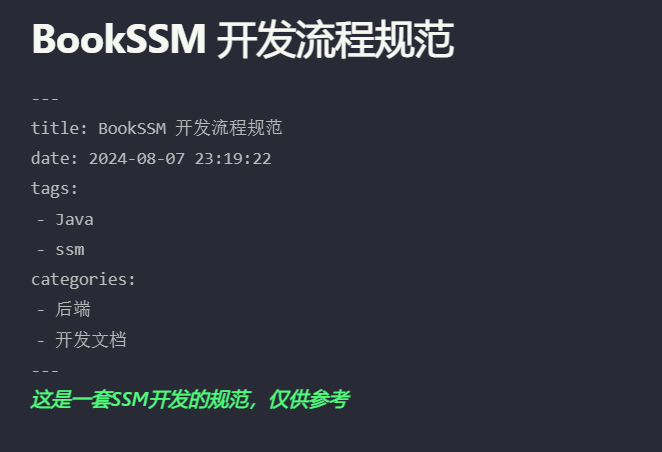 BookSSM 开发流程规范
---
title: BookSSM 开发流程规范
date: 2024-08-07 23:19:22
tags:
- Java
- ssm
categories:
- 后端
- 开发文档
---
这是一套SSM开发的规范，仅供参考